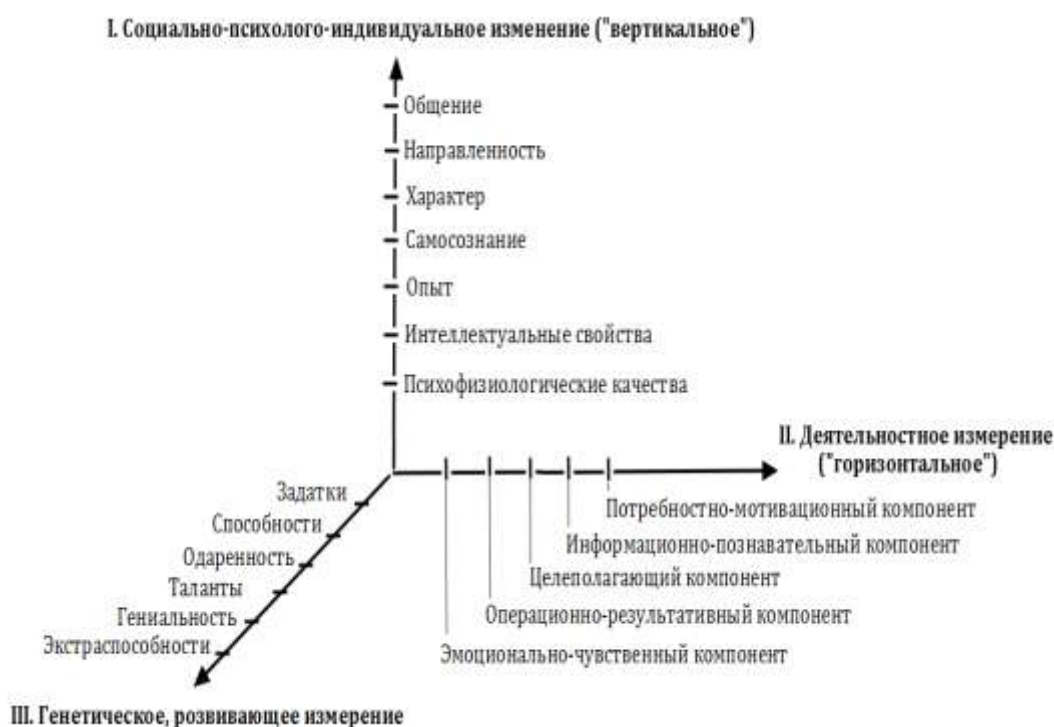 I. Социально-психолого-индивидуальное изменение ("вертикальное")
Общение
Направленность
Характер
Самосознание
Опыт
Интеллектуальные свойства
Психофизиологические качества
II. Деятельностное измерение
("горизонтальное")
Потребностно-мотивационный компонент
Информационно-познавательный компонент
Целеполагающий компонент
Операционно-результативный компонент
Эмоционально-чувственный компонент
Задатки
Способности
Одаренность
Таланты
Гениальность
Экстраспособности
III. Генетическое, розвивающее измерение